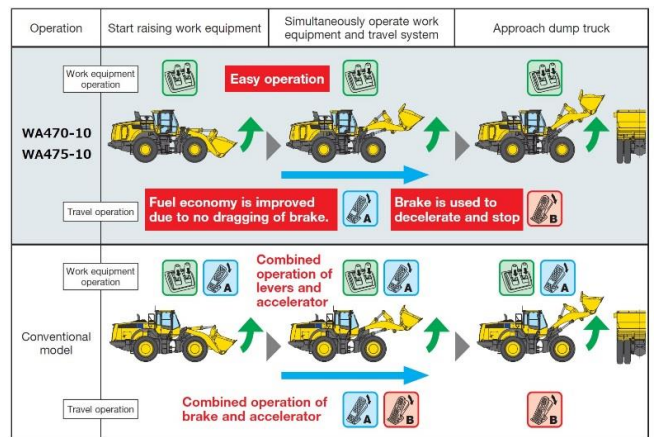 Operation
Start raising work equipment
Simultaneously operate work
equipment and travel system
Approach dump truck
WA470-10
WA475-10
Work equipment
operation
Easy operation
Travel operation
Fuel economy is improved
due to no dragging of brake.
A
Brake is used to
decelerate and stop
B
Conventional
model
Work equipment
operation
A
Combined
operation of
levers and
accelerator
A
A
Travel operation
Combined operation of
brake and accelerator
A
B
B